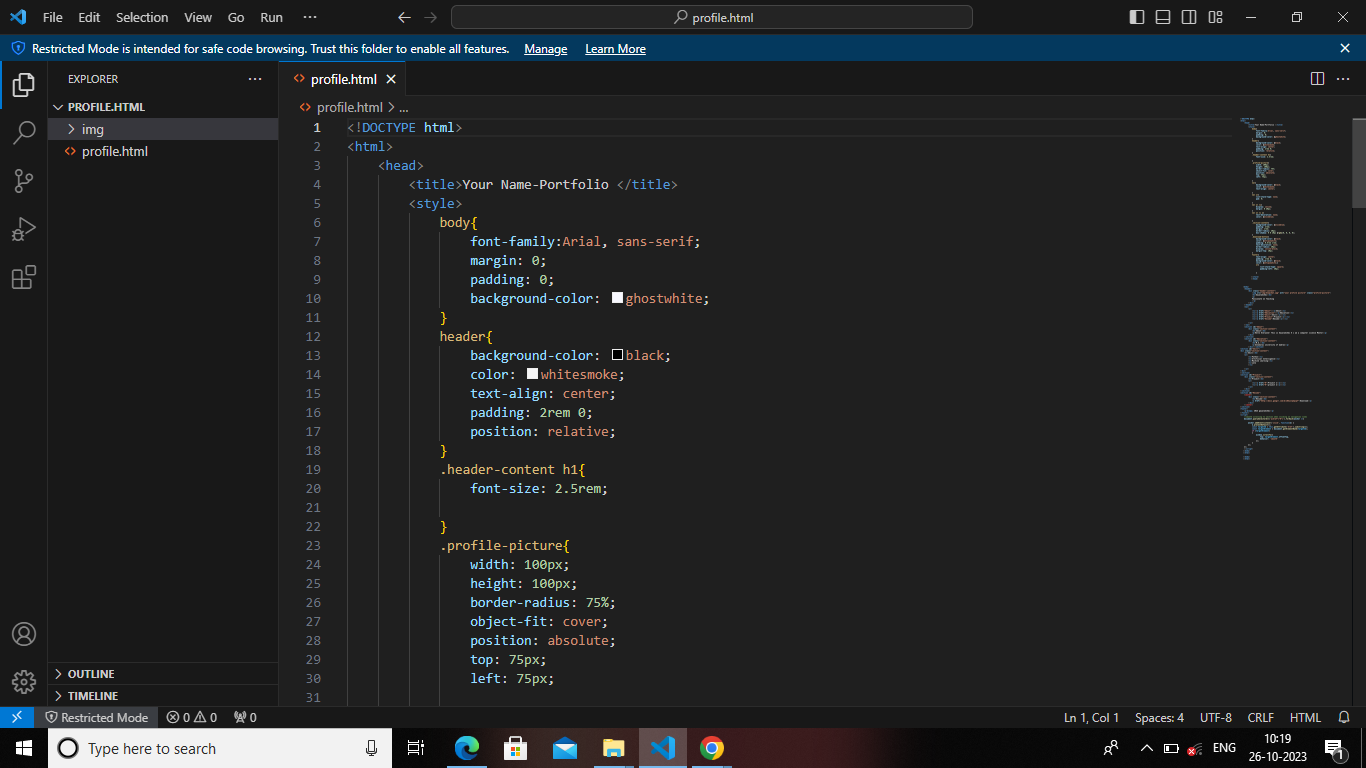 File Edit Selection View Go Run ··· profile.html
Restricted Mode is intended for safe code browsing. Trust this folder to enable all features. Manage Learn More
EXPLORER ···
PROFILE.HTML
img
profile.html
OUTLINE
TIMELINE
profile.html
profile.html > ...
1 <!DOCTYPE html>
2 <html>
3 <head>
4 <title>Your Name-Portfolio </title>
5 <style>
6 body{
7 font-family:Arial, sans-serif;
8 margin: 0;
9 padding: 0;
10 background-color: ghostwhite;
11 }
12 header{
13 background-color: black;
14 color: whitesmoke;
15 text-align: center;
16 padding: 2rem 0;
17 position: relative;
18 }
19 .header-content h1{
20 font-size: 2.5rem;
21
22 }
23 .profile-picture{
24 width: 100px;
25 height: 100px;
26 border-radius: 75%;
27 object-fit: cover;
28 position: absolute;
29 top: 75px;
30 left: 75px;
31
Restricted Mode 0 0 0 Ln 1, Col 1 Spaces: 4 UTF-8 CRLF HTML
Type here to search ENG 10:19
26-10-2023 1